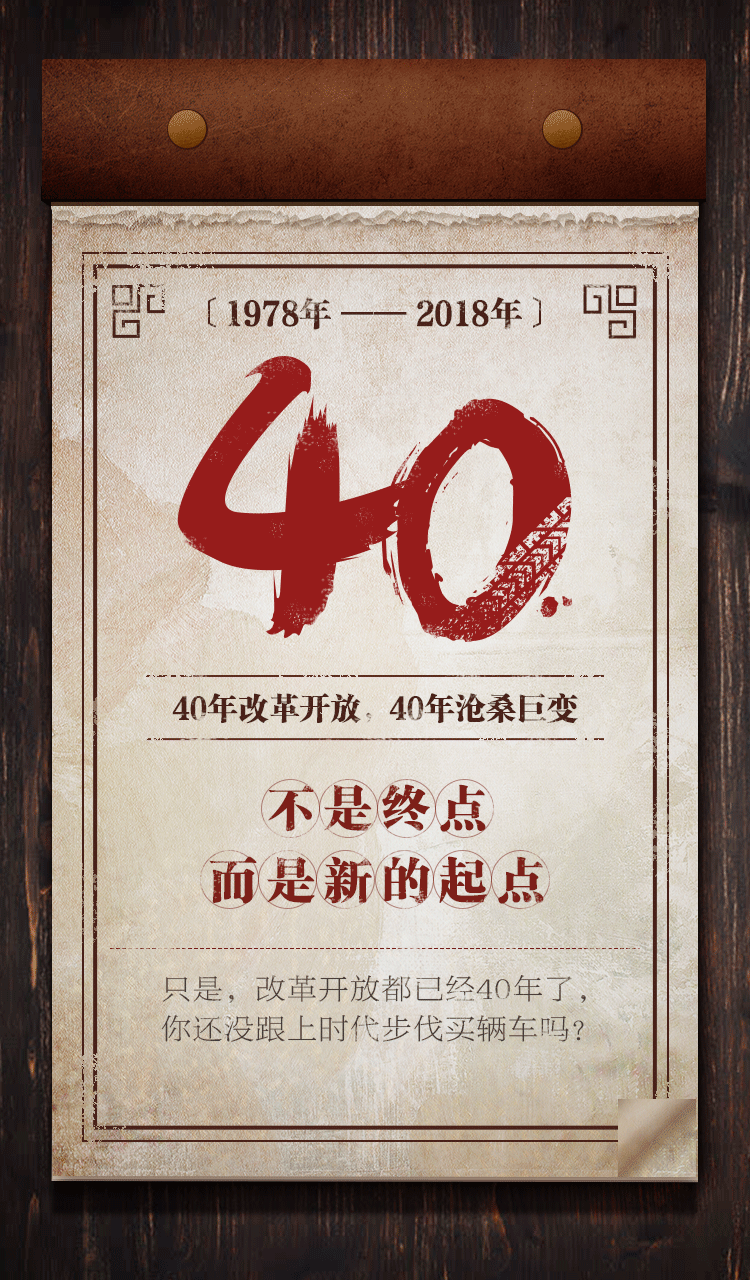 〔1978年 —— 2018年〕
40
40年改革开放，40年沧桑巨变
不是终点
而是新的起点
只是，改革开放都已经40年了，
你还没跟上时代步伐买辆车吗？